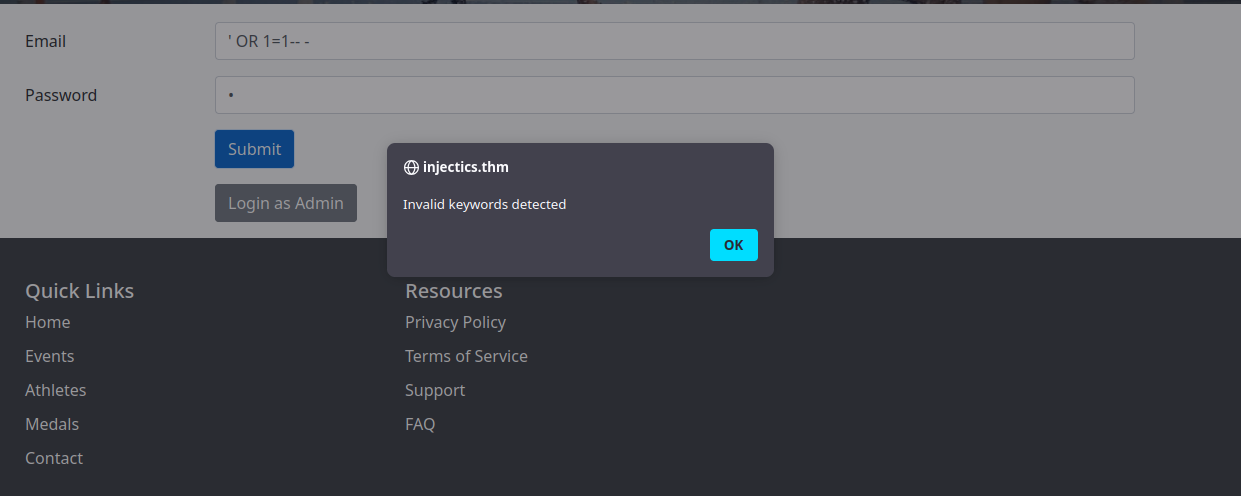 Email
' OR 1=1-- -
Password
Submit
Login as Admin
injectics.thm
Invalid keywords detected
OK
Quick Links
Home
Events
Athletes
Medals
Contact
Resources
Privacy Policy
Terms of Service
Support
FAQ